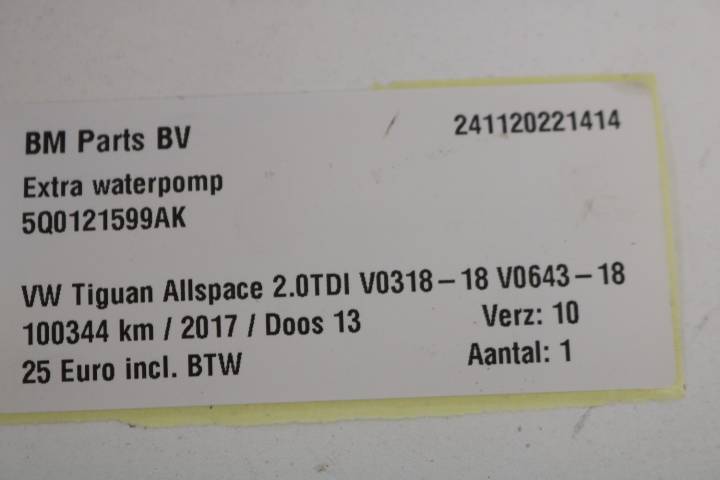 BM Parts BV 241120221414
Extra waterpomp
5Q0121599AK
VW Tiguan Allspace 2.0TDI V0318-18 V0643-18
100344 km / 2017 / Doos 13 Verz: 10
25 Euro incl. BTW Aantal: 1